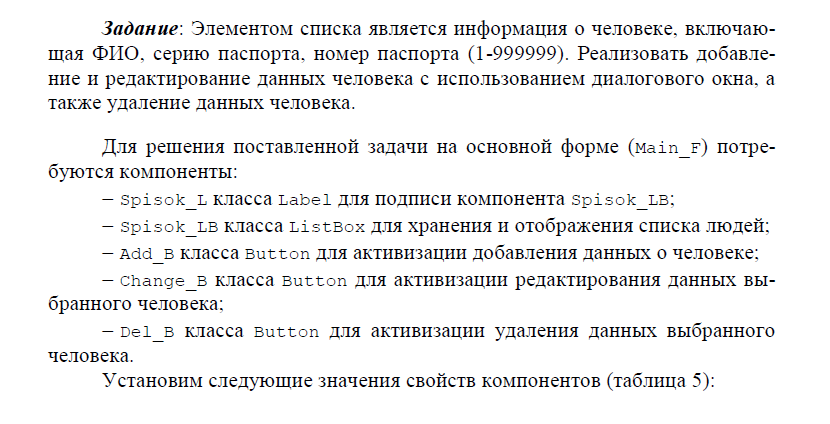 Задание: Элементом списка является информация о человеке, включаю-
щая ФИО, серию паспорта, номер паспорта (1-999999). Реализовать добавле-
ние и редактирование данных человека с использованием диалогового окна, а
также удаление данных человека.
Для решения поставленной задачи на основной форме (Main_F) потре-
буются компоненты:
– Spisok_L класса Label для подписи компонента Spisok_LB;
– Spisok_LB класса ListBox для хранения и отображения списка людей;
– Add_B класса Button для активизации добавления данных о человеке;
– Change_B класса Button для активизации редактирования данных вы-
бранного человека;
– Del_B класса Button для активизации удаления данных выбранного
человека.
Установим следующие значения свойств компонентов (таблица 5):